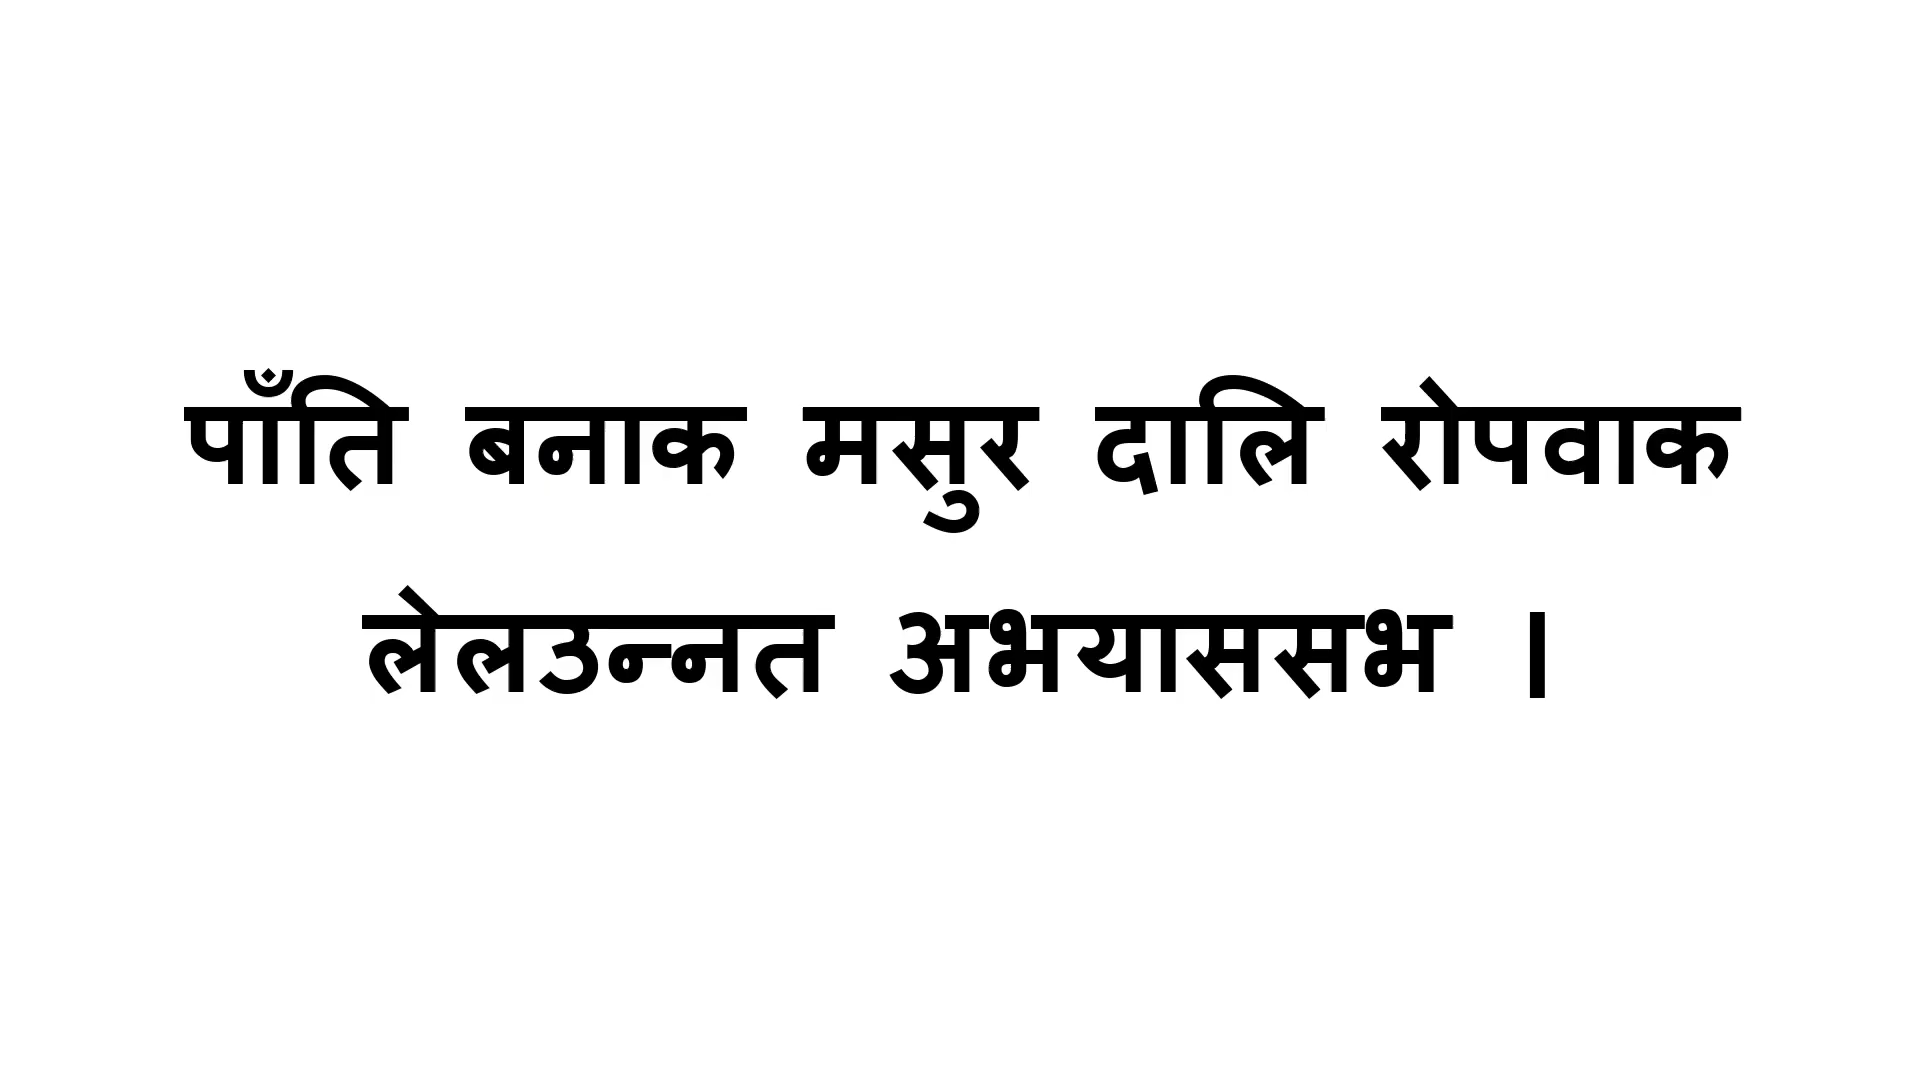 पाँति बनाक मसुर दालि रोपवाक
लेलउन्नत अभयाससभ ।